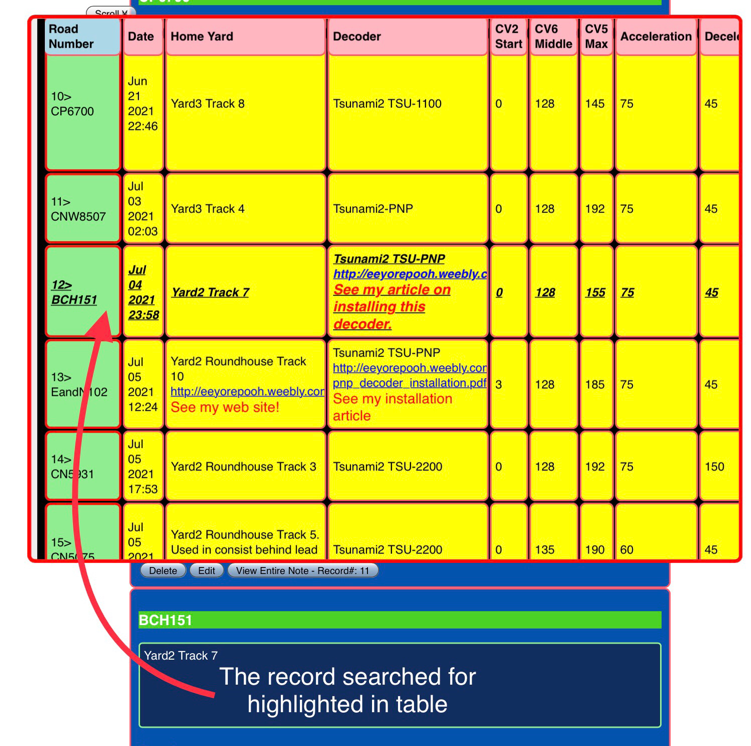 Scroll V
Road Number
Date
Home Yard
Decoder
CV2 Start
CV6 Middle
CV5 Max
Acceleration
Decele
10>
CP6700
Jun
21
2021
22:46
Yard3 Track 8
Tsunami2 TSU-1100
0
128
145
75
45
11>
CNW8507
Jul
03
2021
02:03
Yard3 Track 4
Tsunami2-PNP
0
128
192
75
45
12>
BCH151
Jul
04
2021
23:58
Yard2 Track 7
Tsunami2 TSU-PNP
http://eeyorepooh.weebly.c
See my article on
installing this
decoder.
0
128
155
75
45
13>
EandN102
Jul
05
2021
12:24
Yard2 Roundhouse Track
10
http://eeyorepooh.weebly.con
See my web site!
Tsunami2 TSU-PNP
http://eeyorepooh.weebly.con
pnp_decoder_installation.pdf
See my installation
article
3
128
185
75
45
14>
CN5931
Jul
05
2021
17:53
Yard2 Roundhouse Track 3
Tsunami2 TSU-2200
0
128
192
75
150
15>
CN5075
Jul
05
2021
Yard2 Roundhouse Track 5.
Used in consist behind lead
Tsunami2 TSU-2200
0
135
190
60
45
Delete
Edit
View Entire Note - Record#: 11
BCH151
Yard2 Track 7
The record searched for
highlighted in table